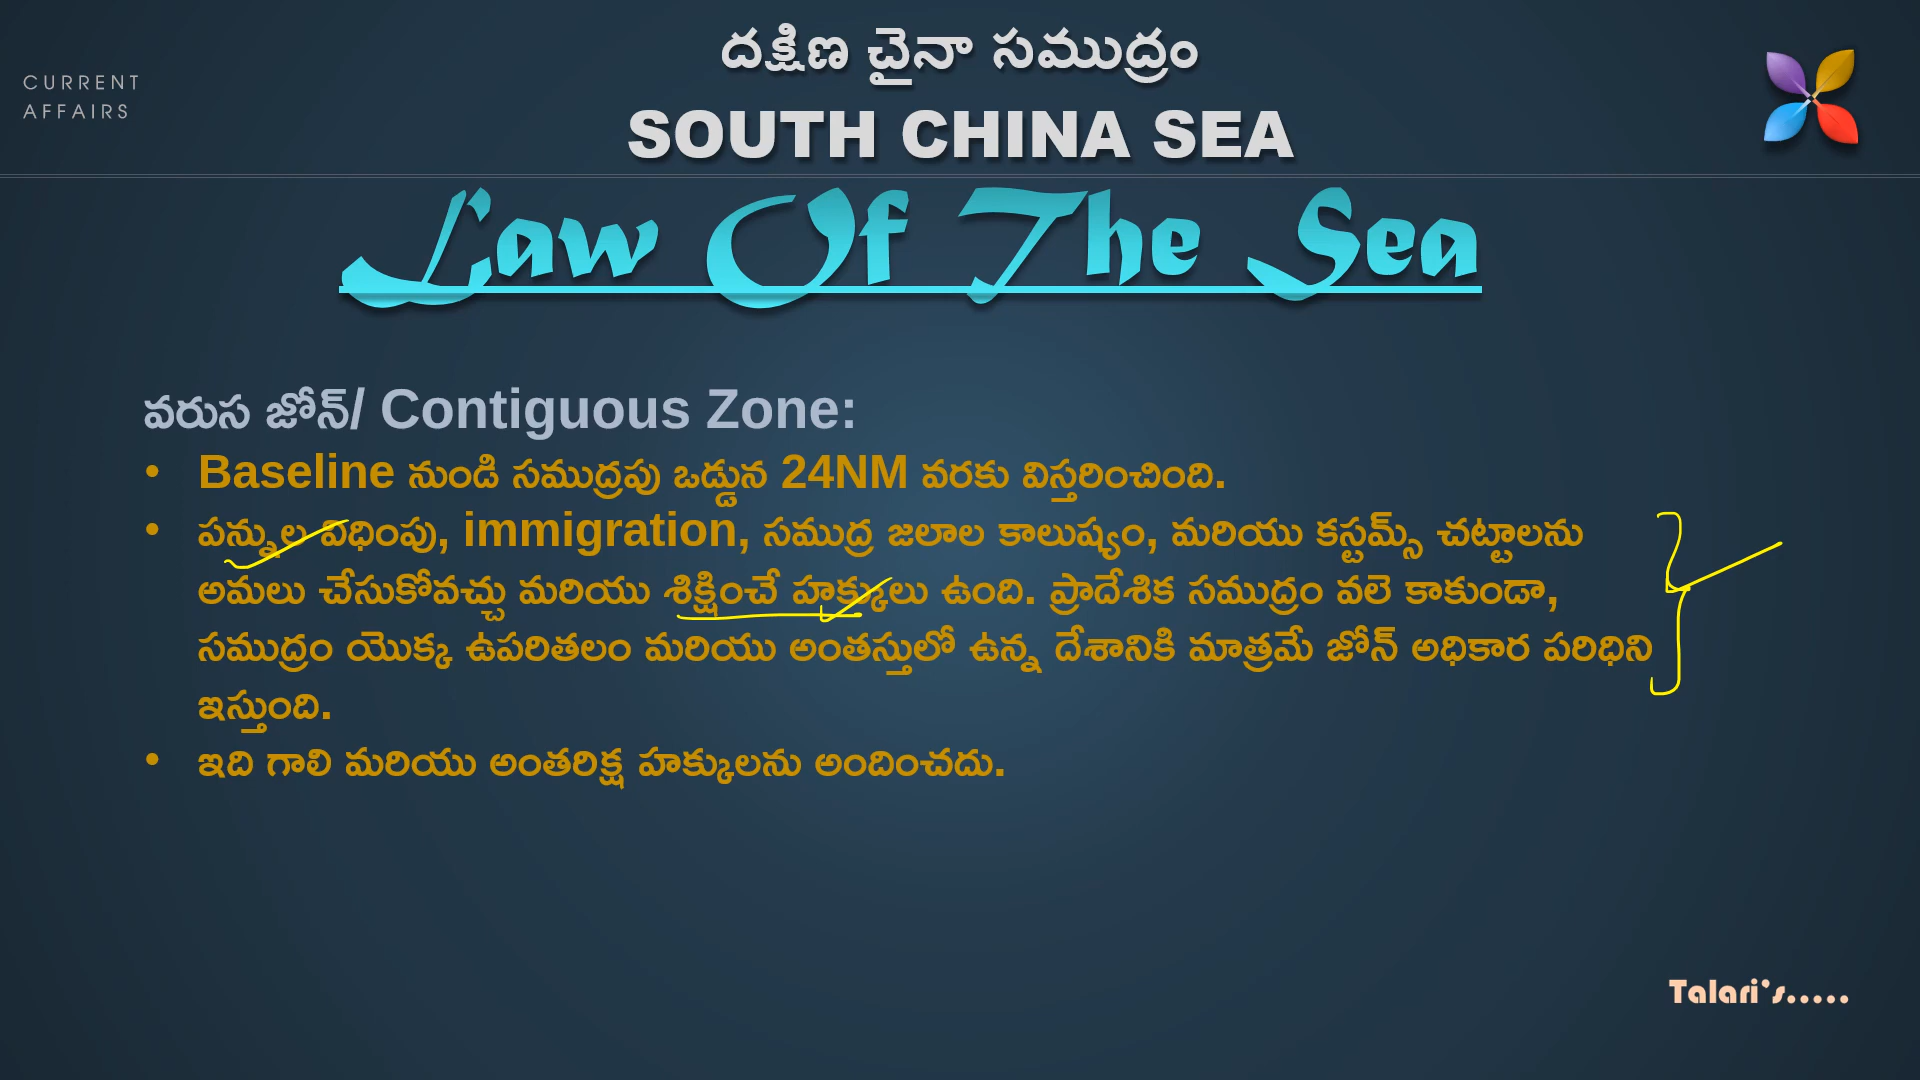 CURRENT
AFFAIRS
దక్షిణ చైనా సముద్రం
SOUTH CHINA SEA
Law Of The Sea
వరుస జోన్/ Contiguous Zone:
• Baseline నుండి సముద్రపు ఒడ్డున 24NM వరకు విస్తరించింది.
• పన్నుల విధింపు, immigration, సముద్ర జలాల కాలుష్యం, మరియు కస్టమ్స్ చట్టాలను
అమలు చేసుకోవచ్చు మరియు శిక్షించే హక్కులు ఉంది. ప్రాదేశిక సముద్రం వలె కాకుండా,
సముద్రం యొక్క ఉపరితలం మరియు అంతస్తులో ఉన్న దేశానికి మాత్రమే జోన్ అధికార పరిధిని
ఇస్తుంది.
• ఇది గాలి మరియు అంతరిక్ష హక్కులను అందించదు.
Talari's.....